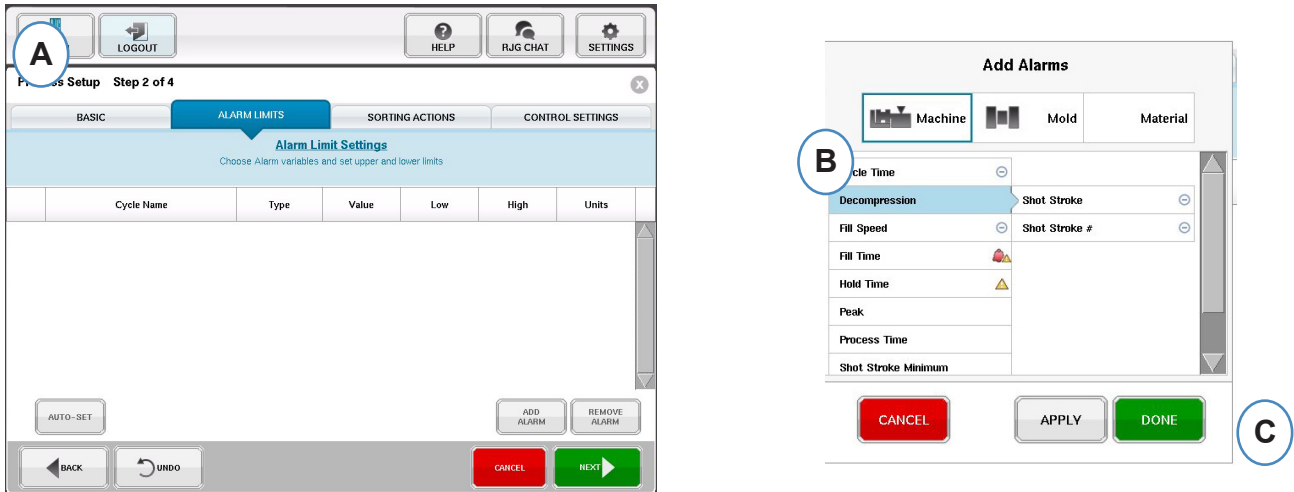 A
LOGOUT
HELP
RJG CHAT
SETTINGS
Setup Step 2 of 4
BASIC
ALARM LIMITS
SORTING ACTIONS
CONTROL SETTINGS
Alarm Limit Settings
Choose Alarm variables and set upper and lower limits
Cycle Name Type Value Low High Units
AUTO-SET
ADD
ALARM
REMOVE
ALARM
BACK
UNDO
CANCEL
NEXT
Add Alarms
Machine
Mold
Material
B
Time
Decompression
Shot Stroke
Fill Speed
Shot Stroke #
Fill Time
Hold Time
Peak
Process Time
Shot Stroke Minimum
CANCEL
APPLY
DONE
C